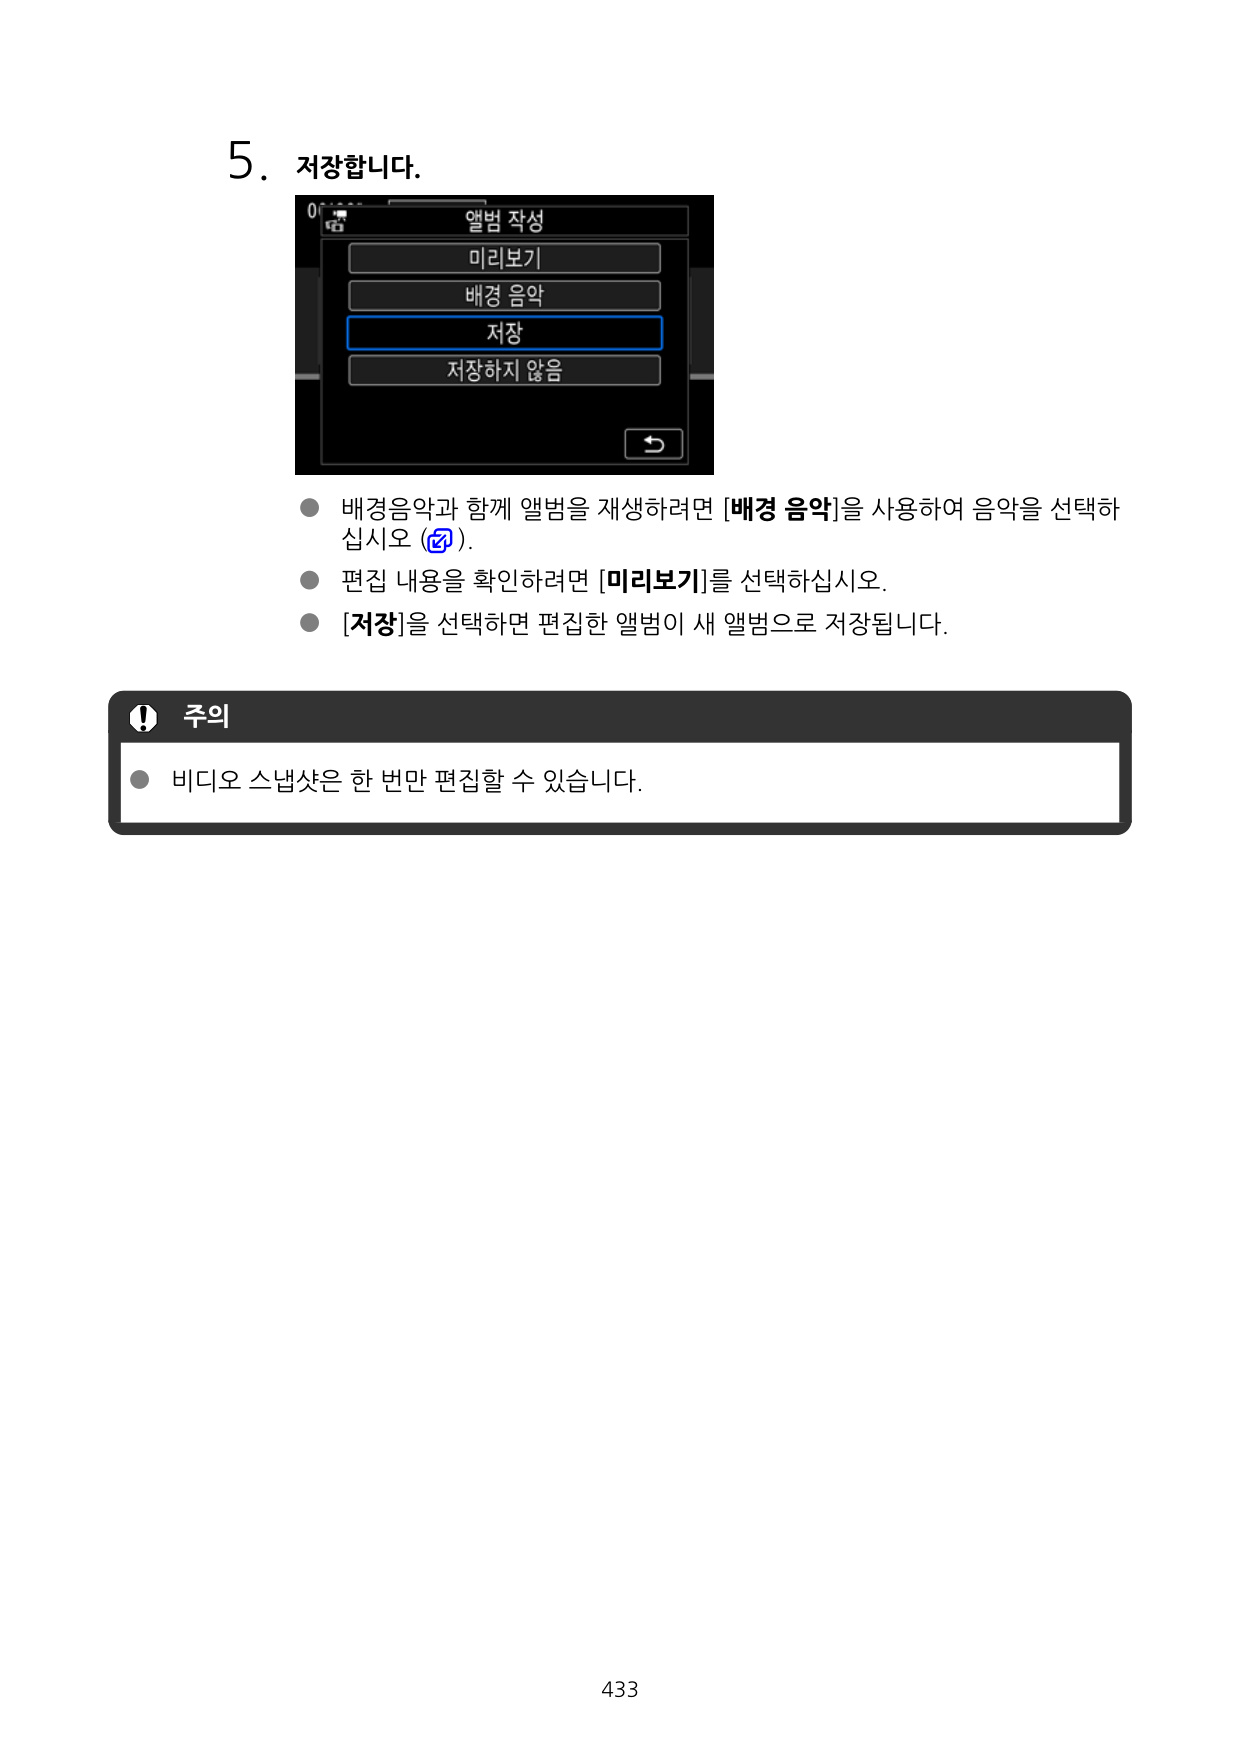 5. 저장합니다.
앨범 작성
미리보기
배경 음악
저장
저장하지 않음
● 배경음악과 함께 앨범을 재생하려면 [배경 음악]을 사용하여 음악을 선택하
십시오 ( ).
● 편집 내용을 확인하려면 [미리보기]를 선택하십시오.
● [저장]을 선택하면 편집한 앨범이 새 앨범으로 저장됩니다.
주의
● 비디오 스냅샷은 한 번만 편집할 수 있습니다.
433